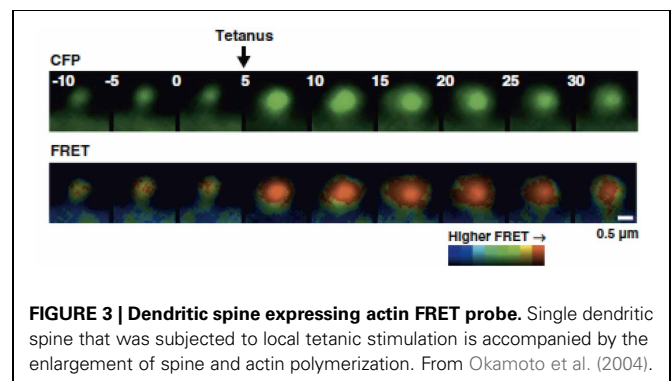 Tetanus
CFP
-10 -5 0 5 10 15 20 25 30
FRET
Higher FRET →
0.5 µm
FIGURE 3 | Dendritic spine expressing actin FRET probe. Single dendritic
spine that was subjected to local tetanic stimulation is accompanied by the
enlargement of spine and actin polymerization. From Okamoto et al. (2004).